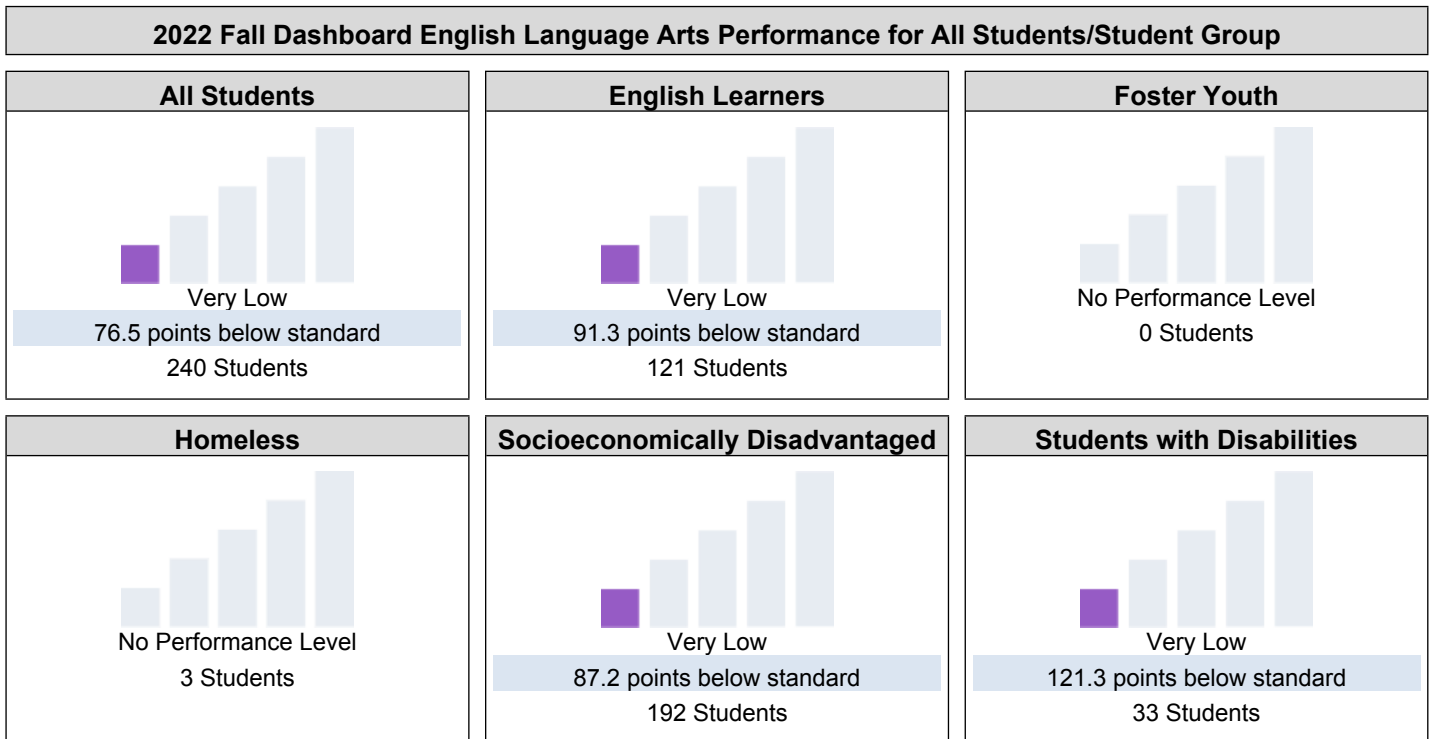 2022 Fall Dashboard English Language Arts Performance for All Students/Student Group
All Students
Very Low
76.5 points below standard
240 Students
English Learners
Very Low
91.3 points below standard
121 Students
Foster Youth
No Performance Level
0 Students
Homeless
No Performance Level
3 Students
Socioeconomically Disadvantaged
Very Low
87.2 points below standard
192 Students
Students with Disabilities
Very Low
121.3 points below standard
33 Students